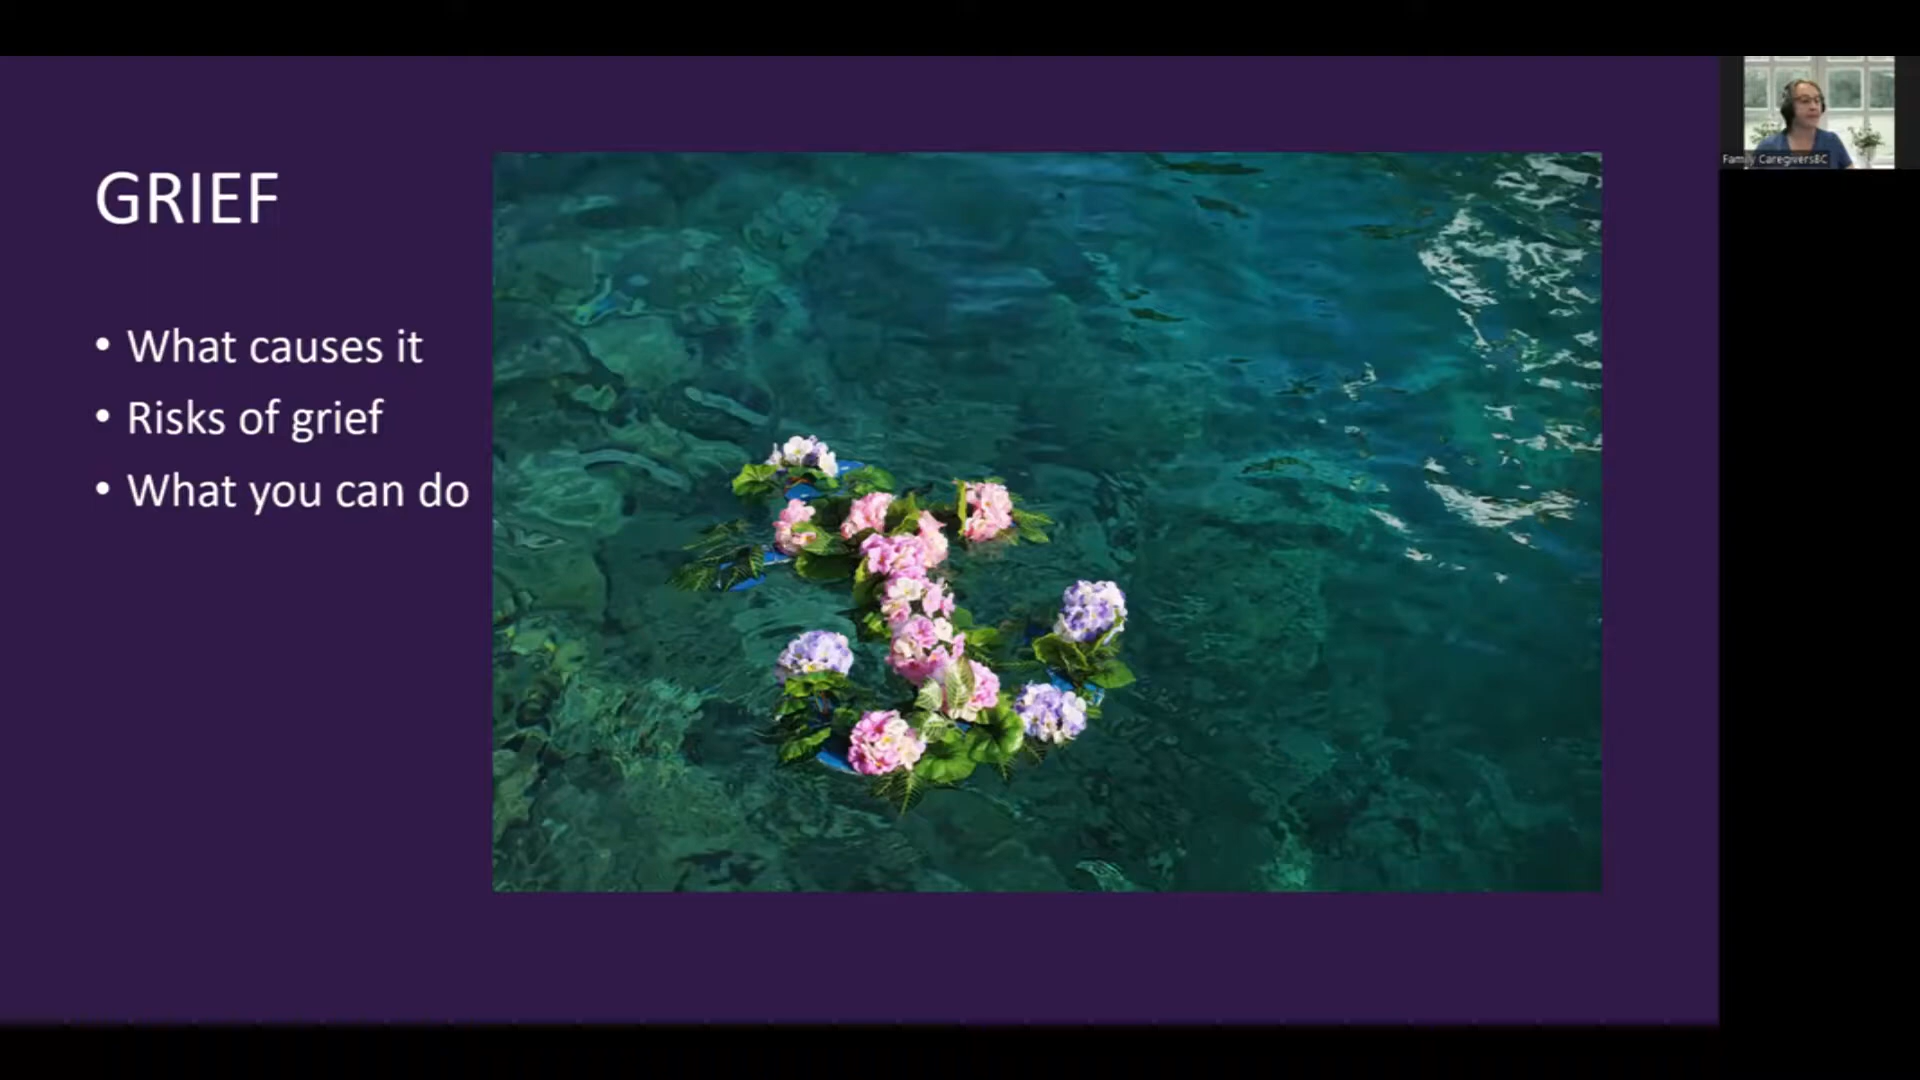 GRIEF
• What causes it
• Risks of grief
• What you can do
Family CaregiversBC